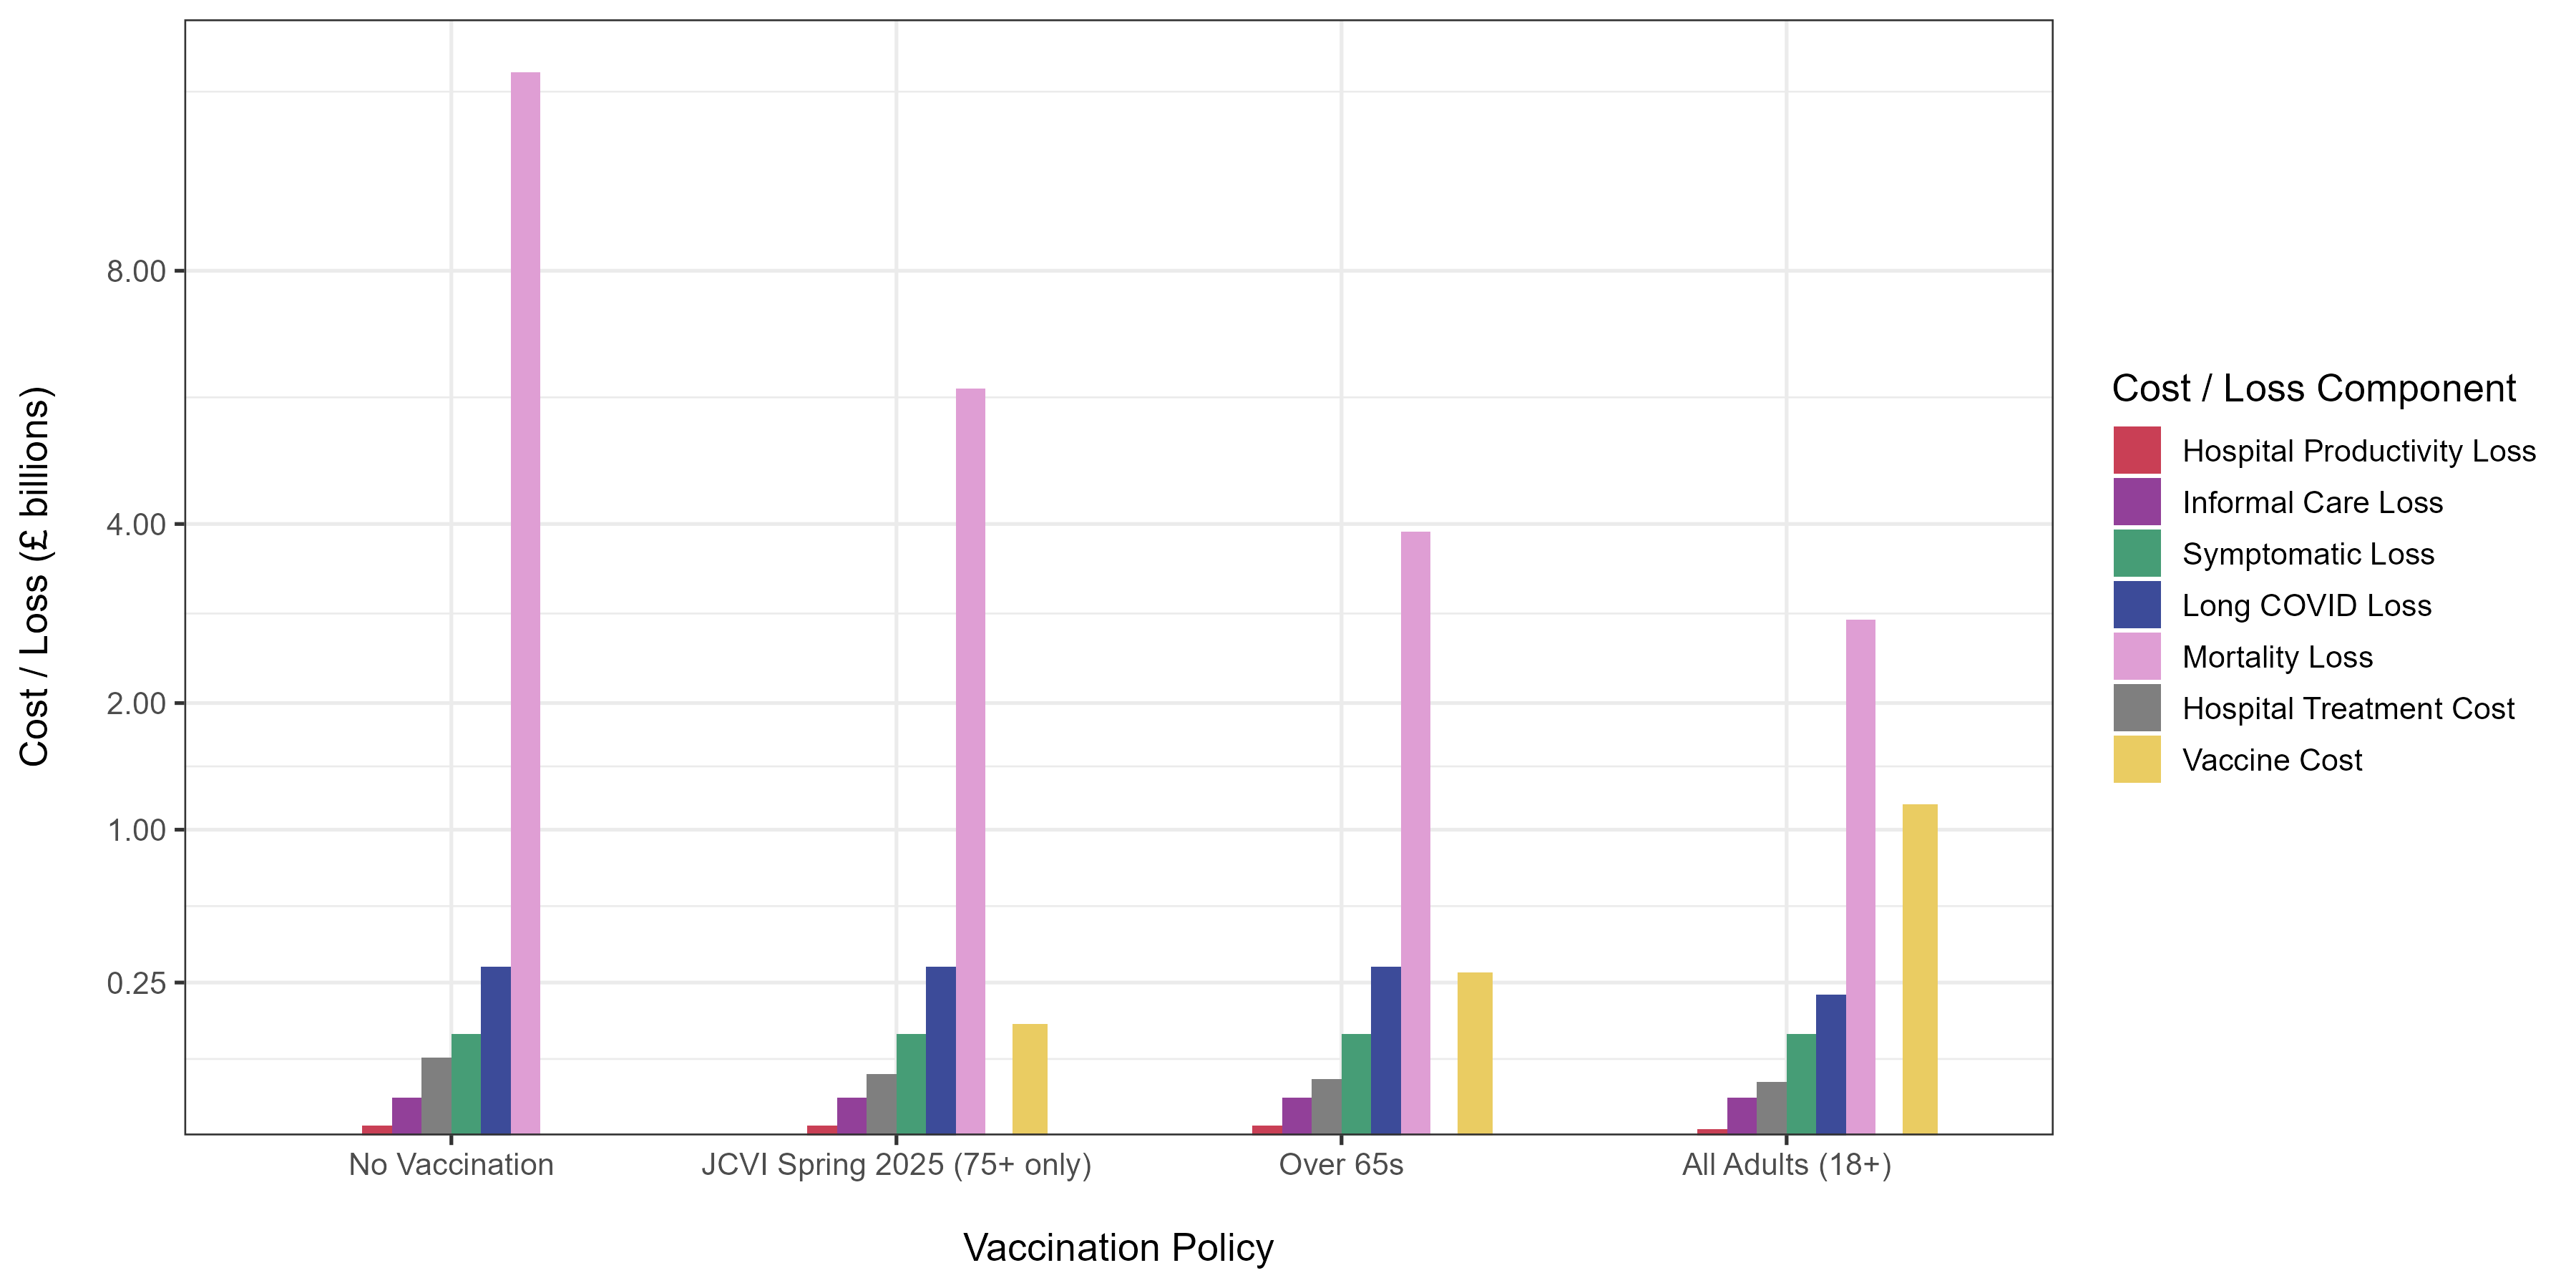 Cost / Loss (£ billions)
8.00
4.00
2.00
1.00
0.25
No Vaccination
JCVI Spring 2025 (75+ only)
Over 65s
All Adults (18+)
Vaccination Policy
Cost / Loss Component
Hospital Productivity Loss
Informal Care Loss
Symptomatic Loss
Long COVID Loss
Mortality Loss
Hospital Treatment Cost
Vaccine Cost